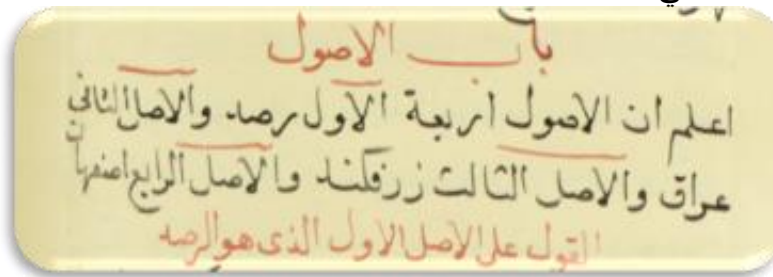 باب الاصول
اعلم ان الاصول اربعة الاول رصد والاصل الثاني
عراق والاصل الثالث زرفكند والاصل الرابع اصفهان
القول على الاصل الاول الذى هو الرصد